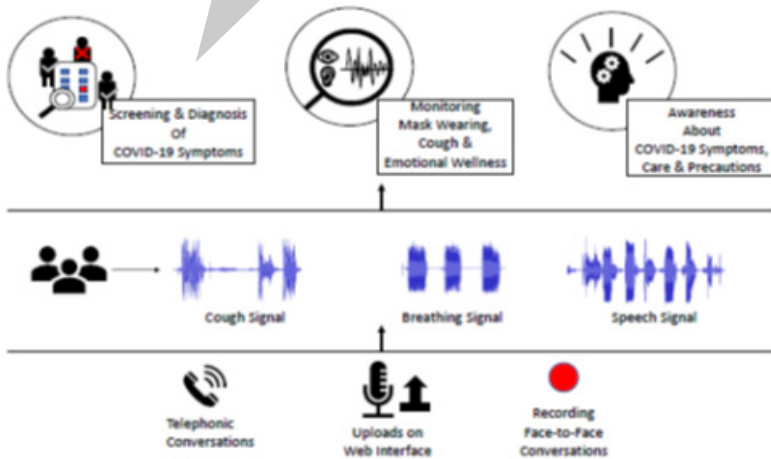 Screening & Diagnosis
Of
COVID-19 Symptoms
Monitoring
Mask Wearing,
Cough &
Emotional Wellness
Awareness
About
COVID-19 Symptoms,
Care & Precautions
Cough Signal
Breathing Signal
Speech Signal
Telephonic
Conversations
Uploads on
Web Interface
Recording
Face-to-Face
Conversations